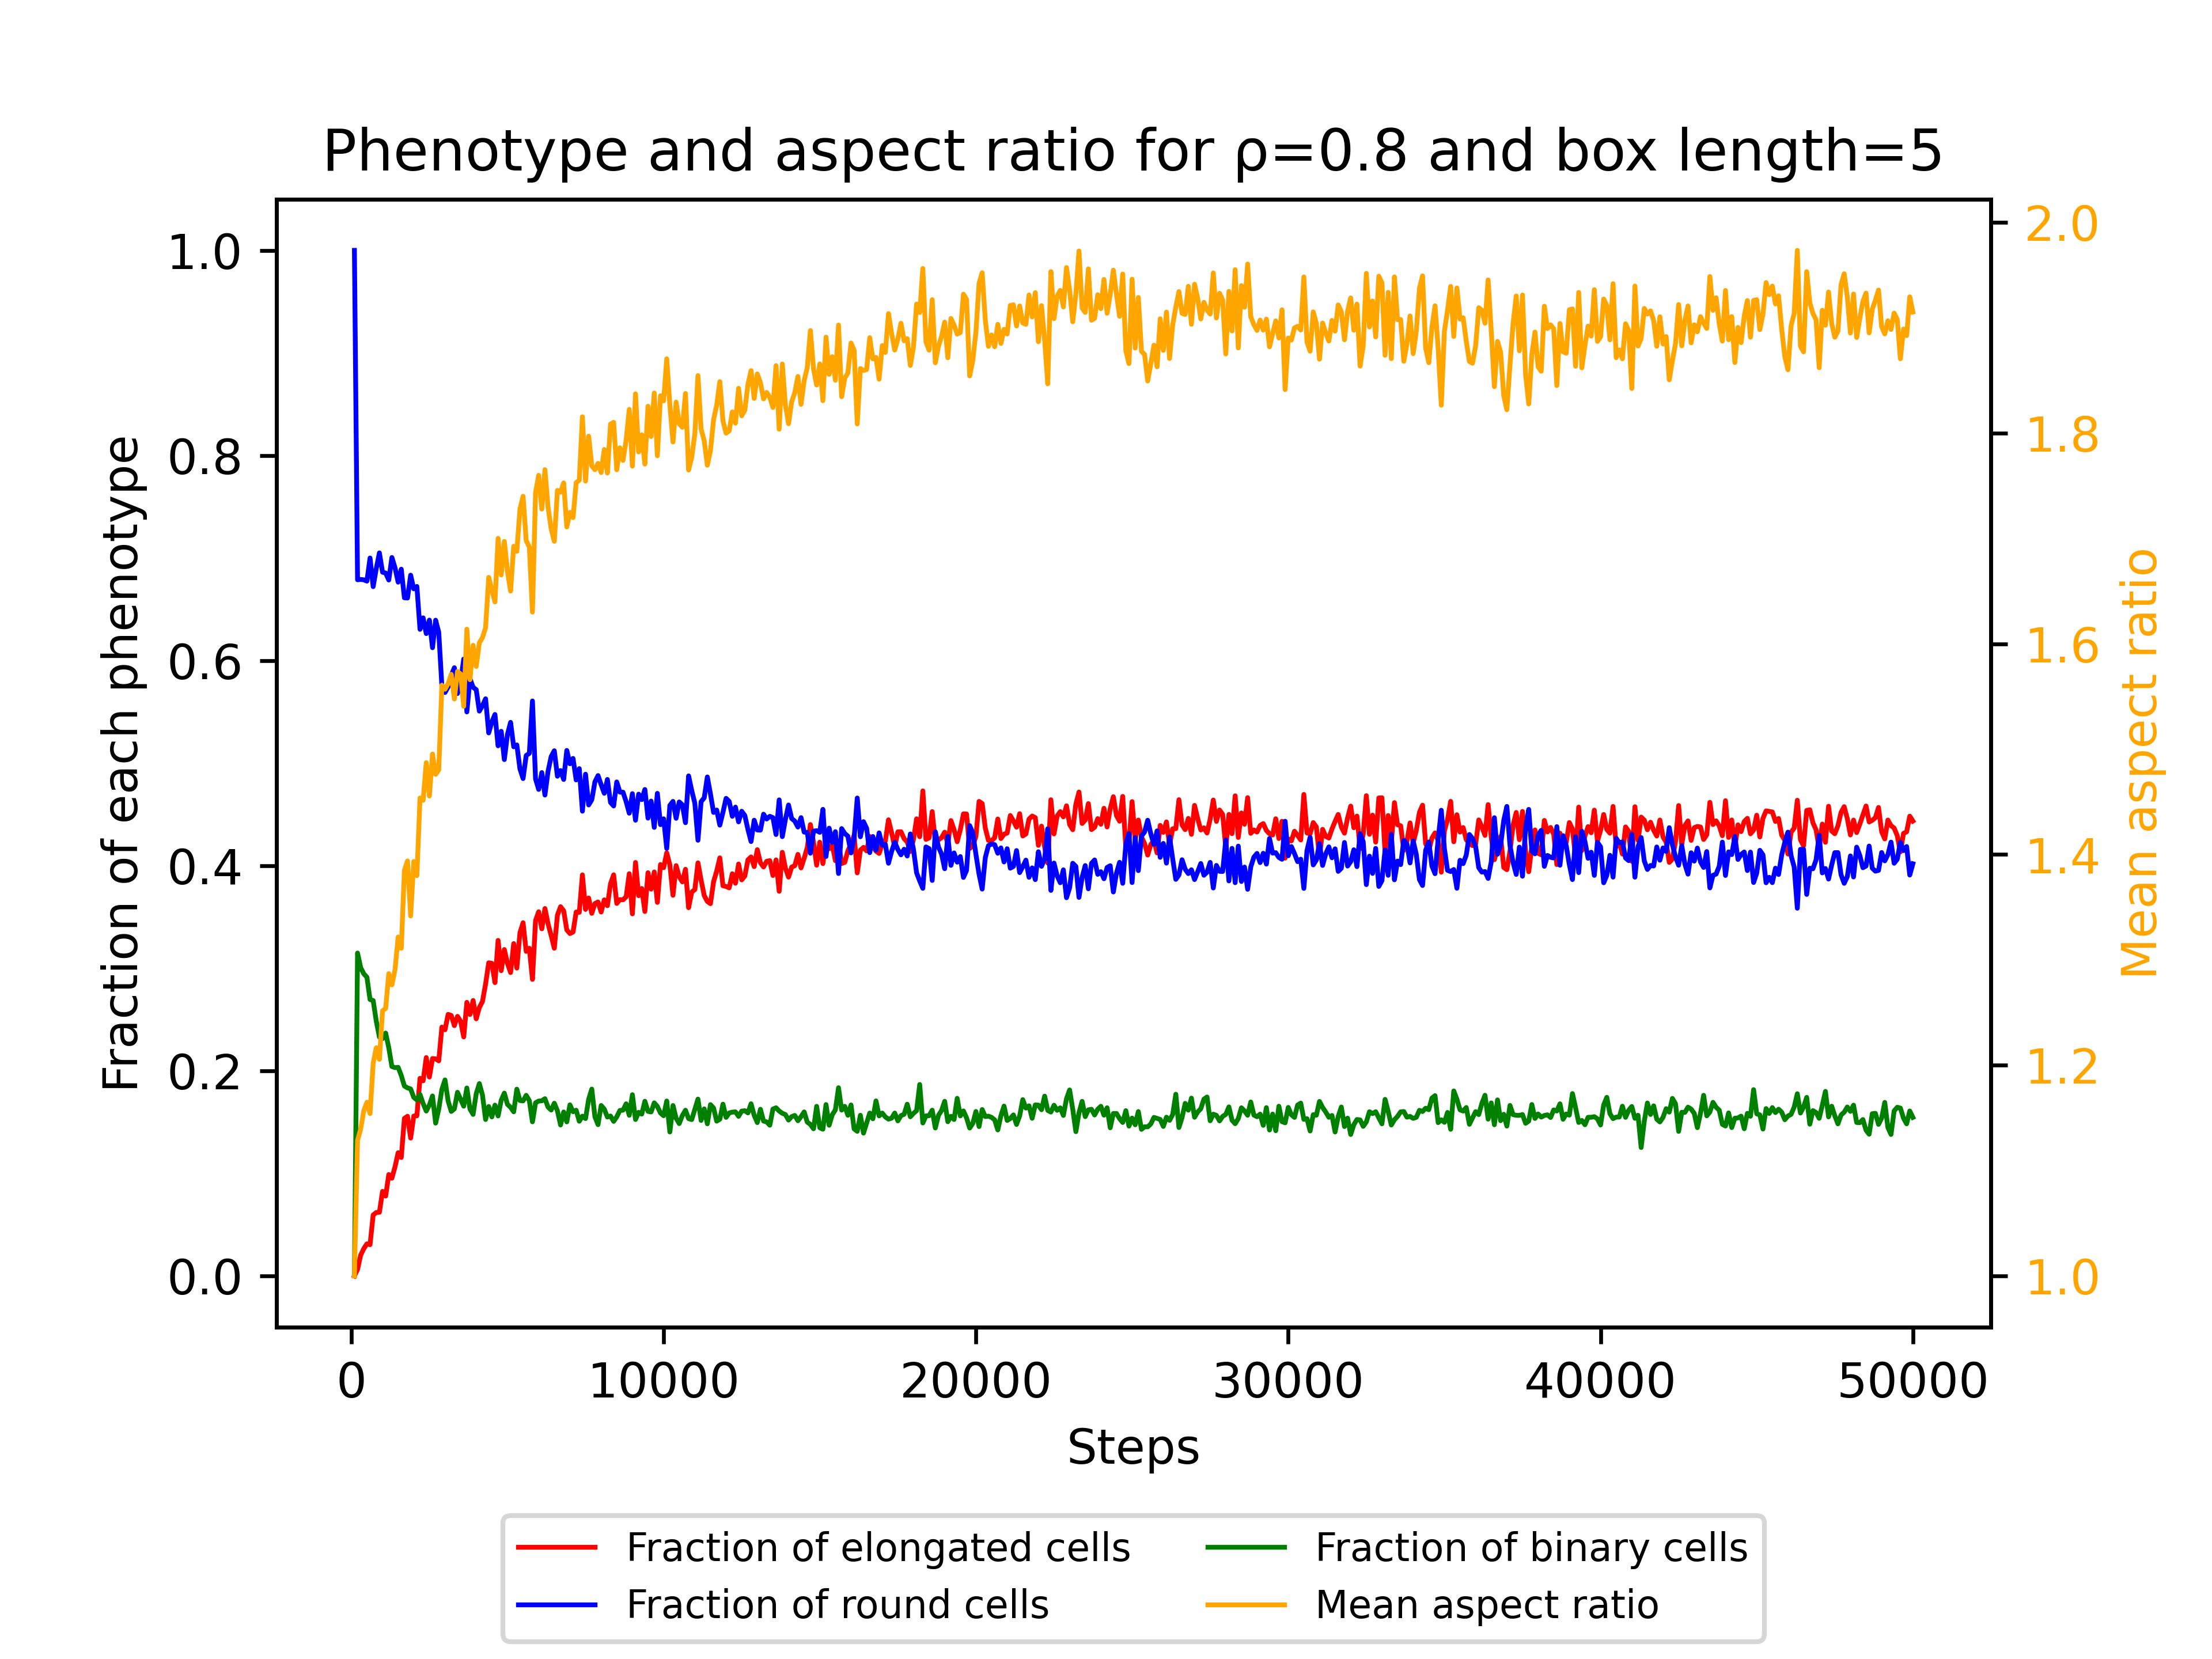 Phenotype and aspect ratio for ρ=0.8 and box length=5
1.0
0.8
0.6
0.4
0.2
0.0
Fraction of each phenotype
2.0
1.8
1.6
1.4
1.2
1.0
Mean aspect ratio
0 10000 20000 30000 40000 50000
Steps
Fraction of elongated cells
Fraction of round cells
Fraction of binary cells
Mean aspect ratio